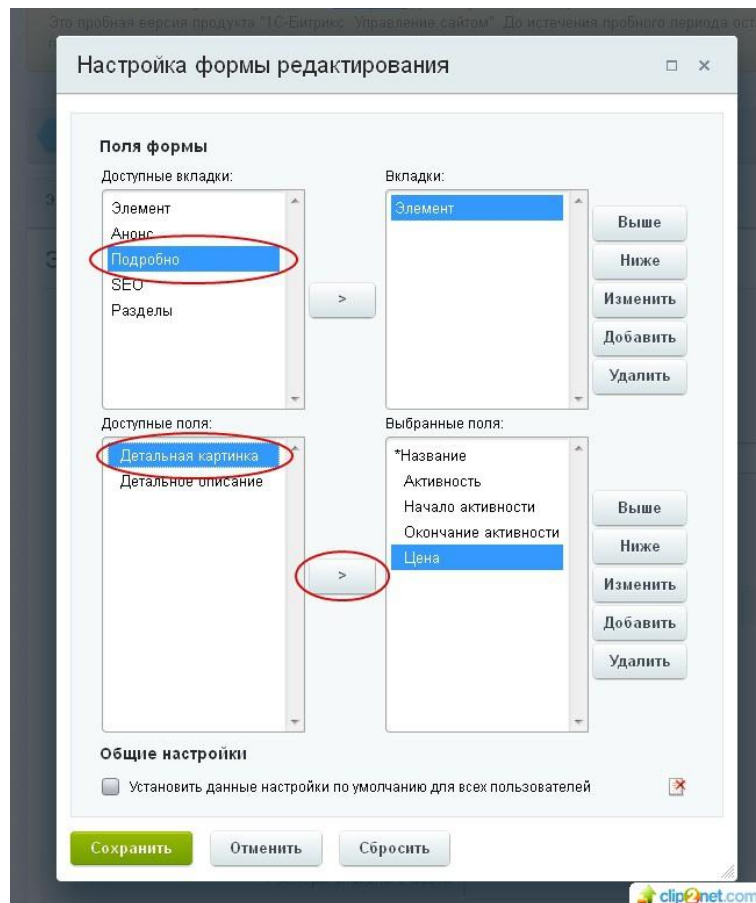 Это пробная версия продукта "1С-Битрикс: Управление сайтом". До истечения пробного периода ост
Настройка формы редактирования
Поля формы
Доступные вкладки:
Вкладки:
Элемент
Анонс
Подробно
SEO
Разделы
>
Элемент
Выше
Ниже
Изменить
Добавить
Удалить
Доступные поля:
Выбранные поля:
Детальная картинка
Детальное описание
>
*Название
Активность
Начало активности
Окончание активности
Цена
Выше
Ниже
Изменить
Добавить
Удалить
Общие настройки
Установить данные настройки по умолчанию для всех пользователей
Сохранить
Отменить
Сбросить
clip2net.com